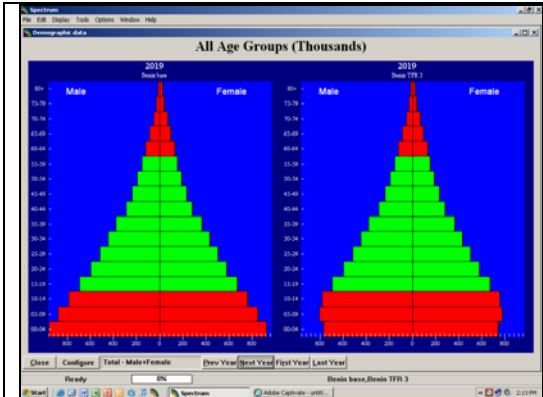 Spectrum
File Edit Display Tools Options Window Help
Demographic data
All Age Groups (Thousands)
2019
Benin base
Male Female
80+
75-79
70-74
65-69
60-64
55-59
50-54
45-49
40-44
35-39
30-34
25-29
20-24
15-19
10-14
05-09
00-04
800 600 400 200 0 200 400 600 800
2019
Benin TFR 3
Male Female
80+
75-79
70-74
65-69
60-64
55-59
50-54
45-49
40-44
35-39
30-34
25-29
20-24
15-19
10-14
05-09
00-04
800 600 400 200 0 200 400 600 800
Close Configure Total - Male+Female Prev Year Next Year First Year Last Year
Ready 0% Benin base,Benin TFR 3
Start Spectrum Adobe Captivate - untitl... 2:13 PM